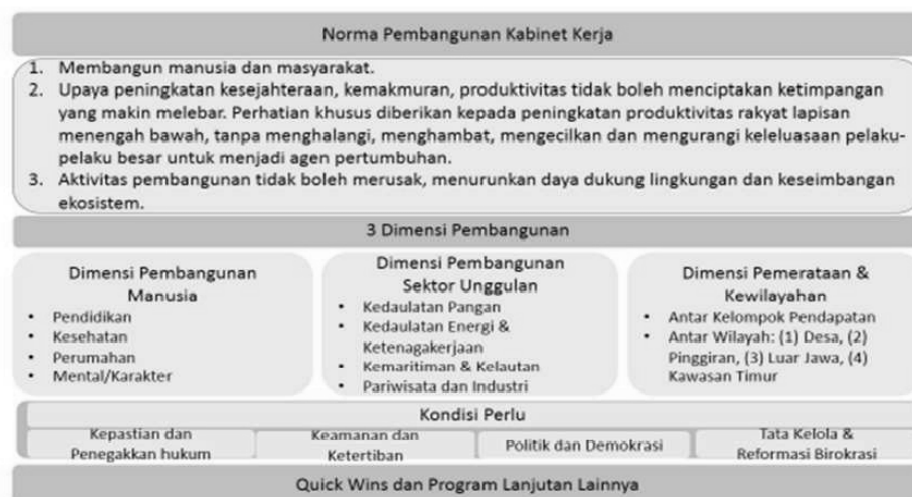 Norma Pembangunan Kabinet Kerja
1. Membangun manusia dan masyarakat.
2. Upaya peningkatan kesejahteraan, kemakmuran, produktivitas tidak boleh menciptakan ketimpangan
yang makin melebar. Perhatian khusus diberikan kepada peningkatan produktivitas rakyat lapisan
menengah bawah, tanpa menghalangi, menghambat, mengecilkan dan mengurangi keleluasaan pelaku-
pelaku besar untuk menjadi agen pertumbuhan.
3. Aktivitas pembangunan tidak boleh merusak, menurunkan daya dukung lingkungan dan keseimbangan
ekosistem.
3 Dimensi Pembangunan
Dimensi Pembangunan
Manusia
• Pendidikan
• Kesehatan
• Perumahan
• Mental/Karakter
Dimensi Pembangunan
Sektor Unggulan
• Kedaulatan Pangan
• Kedaulatan Energi &
Ketenagakerjaan
• Kemaritiman & Kelautan
• Pariwisata dan Industri
Dimensi Pemerataan &
Kewilayahan
• Antar Kelompok Pendapatan
• Antar Wilayah: (1) Desa, (2)
Pinggiran, (3) Luar Jawa, (4)
Kawasan Timur
Kondisi Perlu
Kepastian dan
Penegakkan hukum
Keamanan dan
Ketertiban
Politik dan Demokrasi
Tata Kelola &
Reformasi Birokrasi
Quick Wins dan Program Lanjutan Lainnya